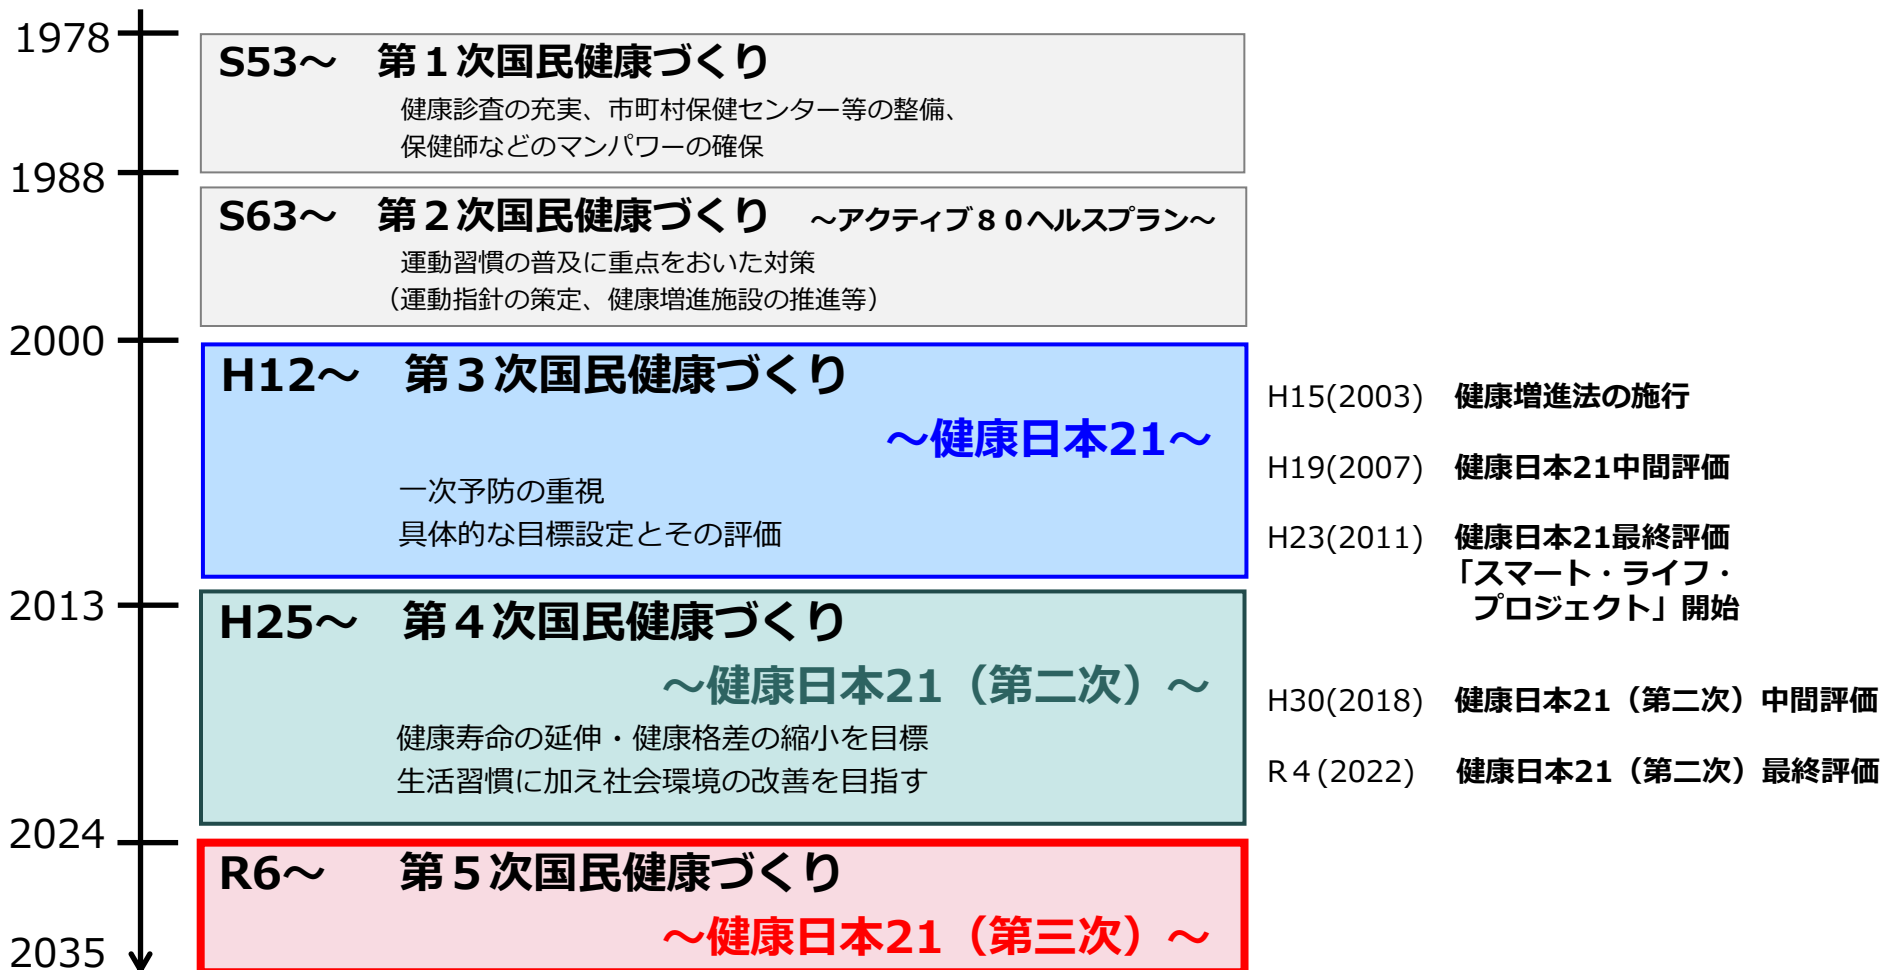 1978
S53～　第１次国民健康づくり
健康診査の充実、市町村保健センター等の整備、
保健師などのマンパワーの確保
1988
S63～　第２次国民健康づくり　～アクティブ８０ヘルスプラン～
運動習慣の普及に重点をおいた対策
（運動指針の策定、健康増進施設の推進等）
2000
H12～　第３次国民健康づくり
～健康日本21～
一次予防の重視
具体的な目標設定とその評価
H15(2003)　健康増進法の施行
H19(2007)　健康日本21中間評価
H23(2011)　健康日本21最終評価
「スマート・ライフ・
プロジェクト」開始
2013
H25～　第４次国民健康づくり
～健康日本21（第二次）～
健康寿命の延伸・健康格差の縮小を目標
生活習慣に加え社会環境の改善を目指す
H30(2018)　健康日本21（第二次）中間評価
R４(2022)　健康日本21（第二次）最終評価
2024
R6～　第５次国民健康づくり
～健康日本21（第三次）～
2035